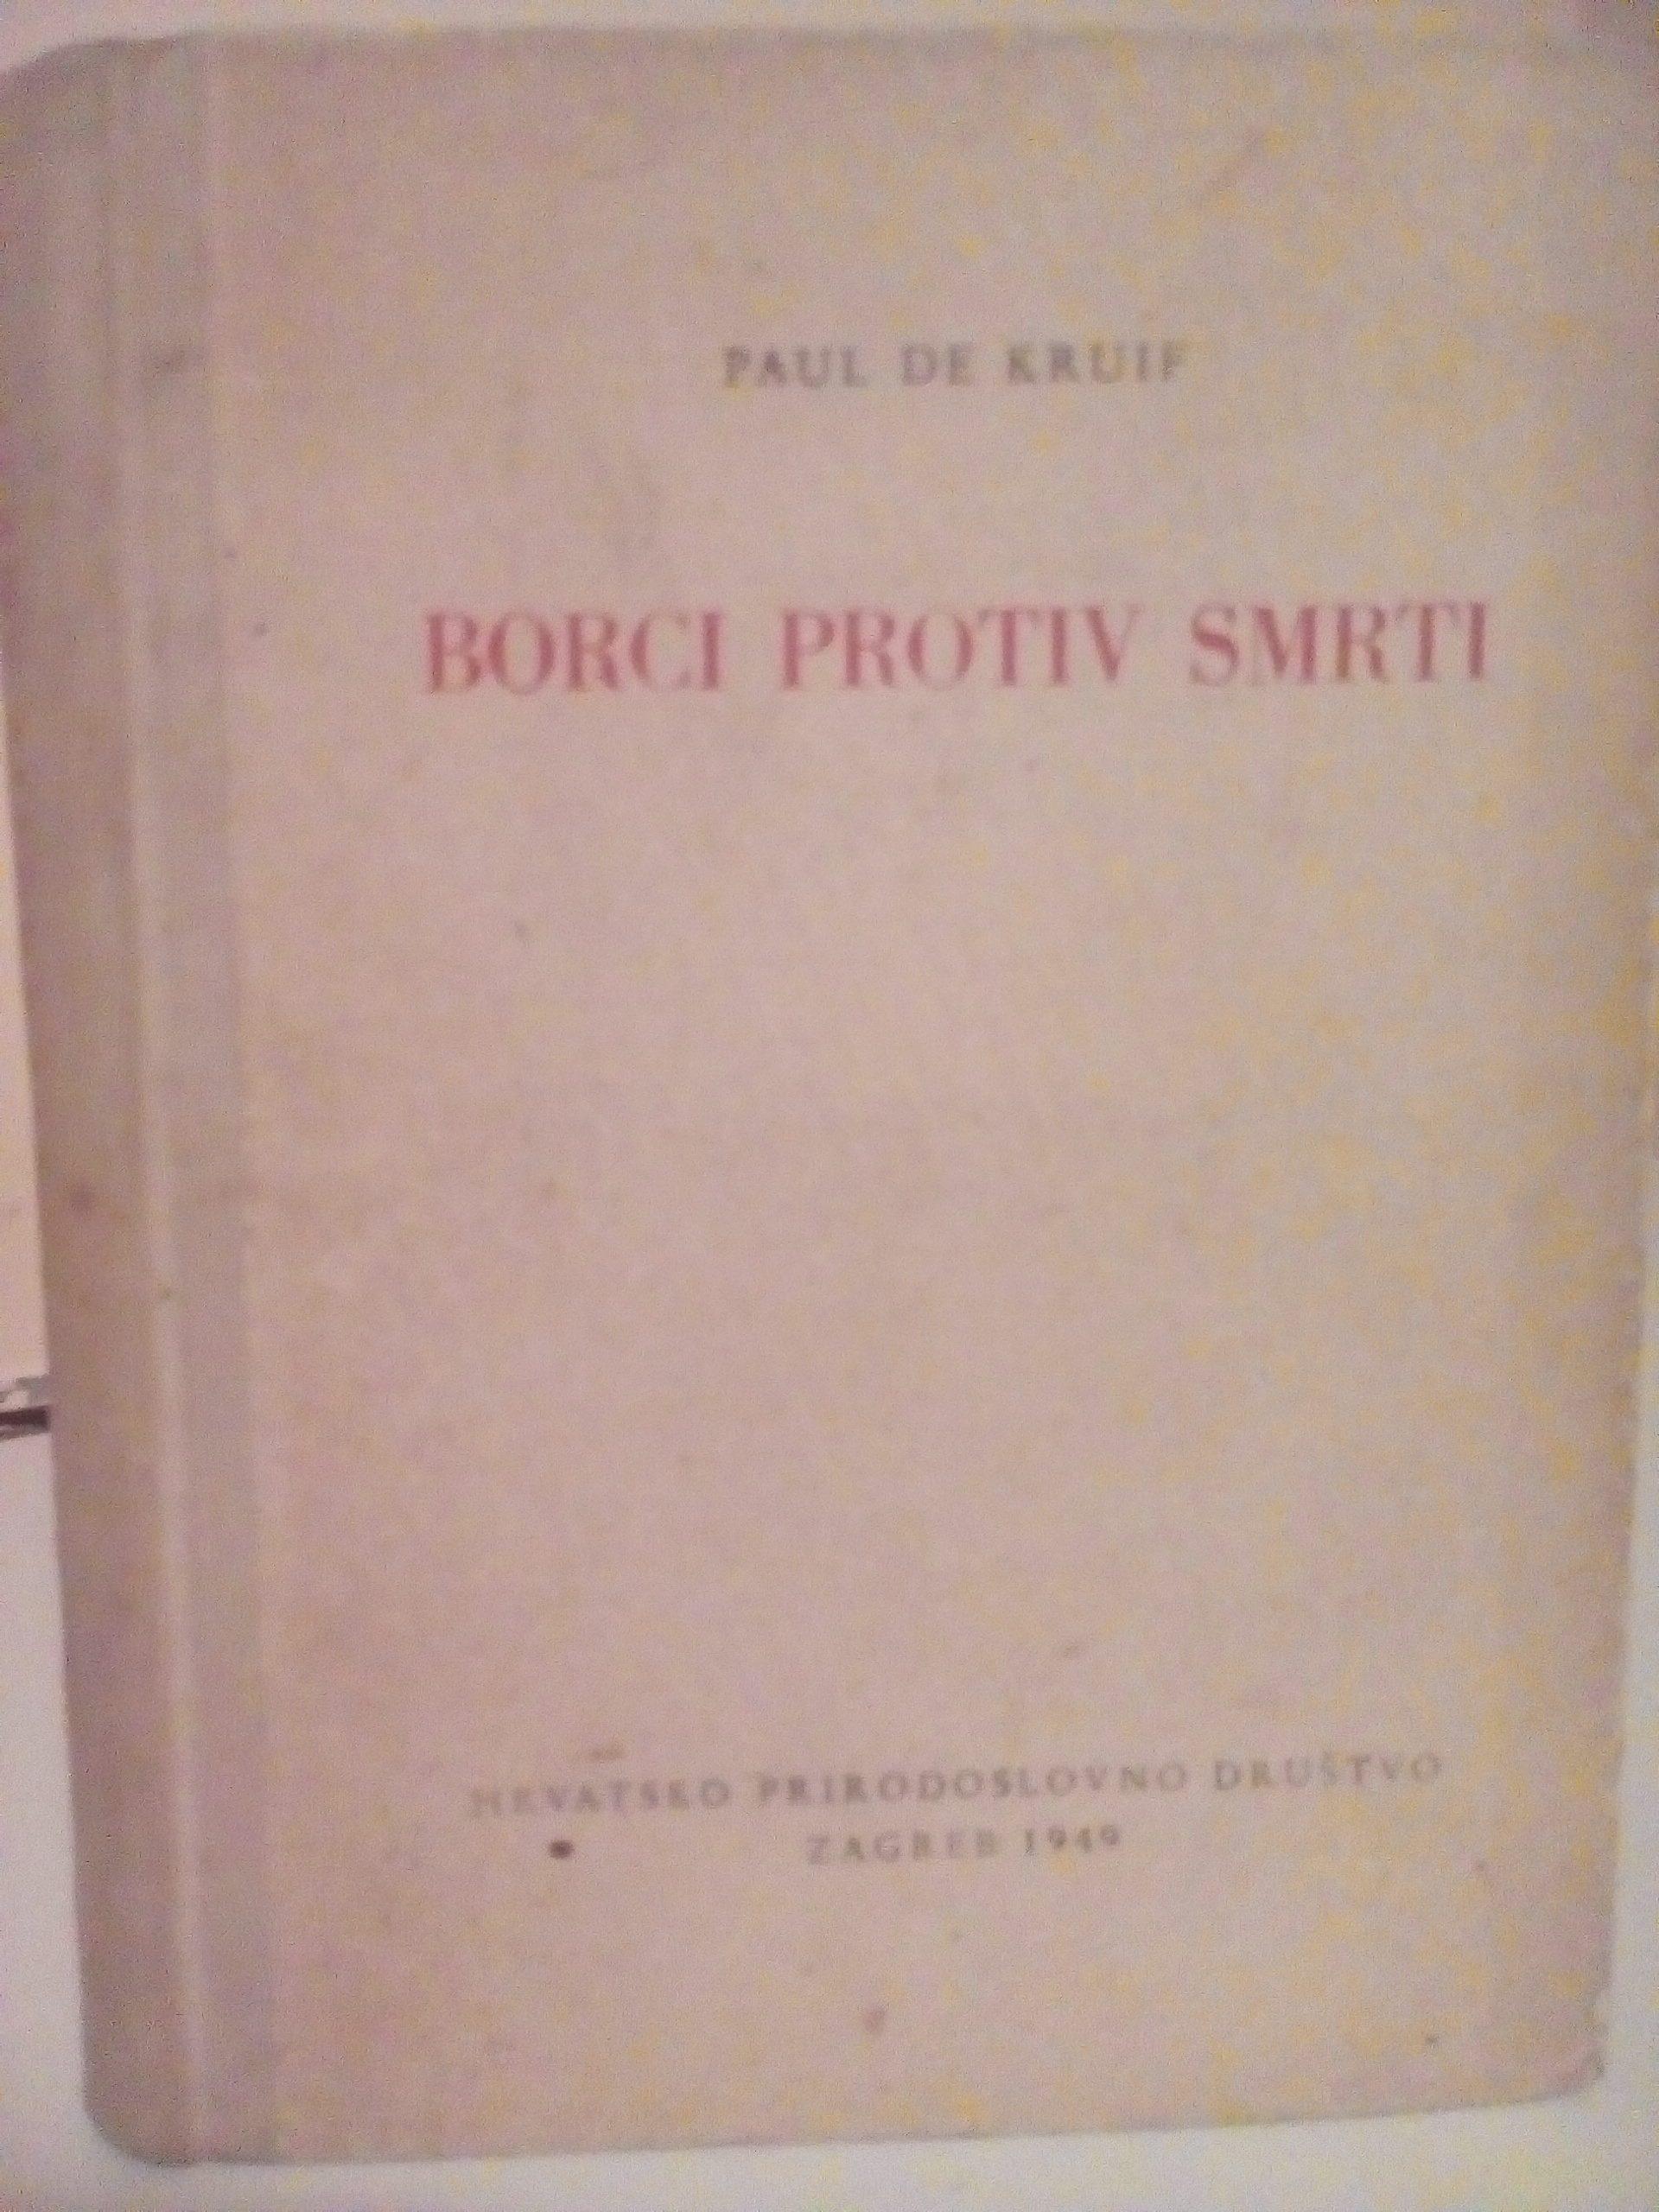 PAUL DE KRUIF
BORCI PROTIV SMRTI
HRVATSKO PRIRODOSLOVNO DRUŠTVO
ZAGREB 1949